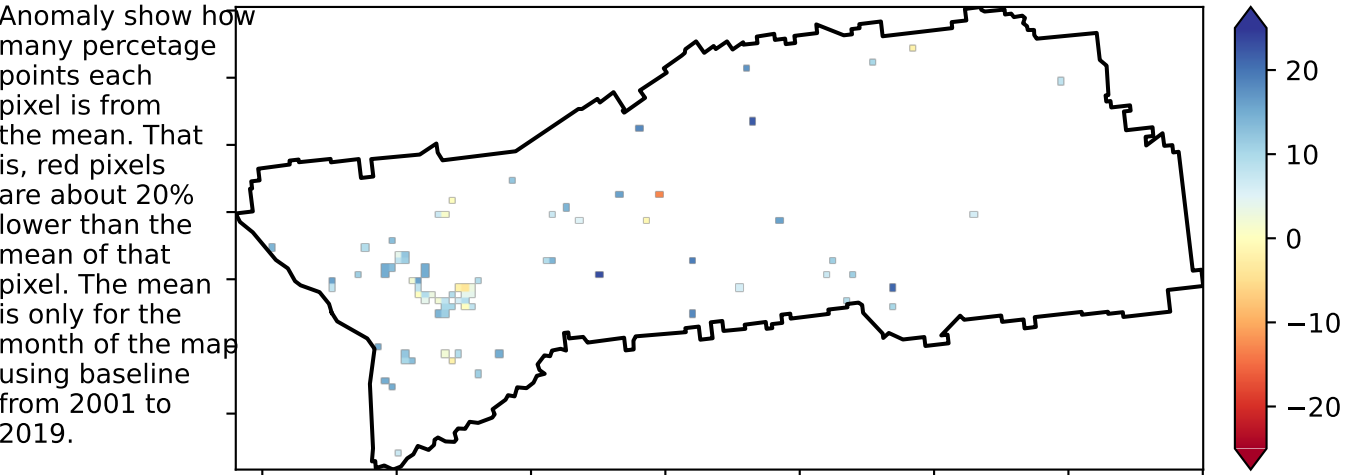 Anomaly show how
many percetage
points each
pixel is from
the mean. That
is, red pixels
are about 20%
lower than the
mean of that
pixel. The mean
is only for the
month of the map
using baseline
from 2001 to
2019.
20
10
0
−10
−20